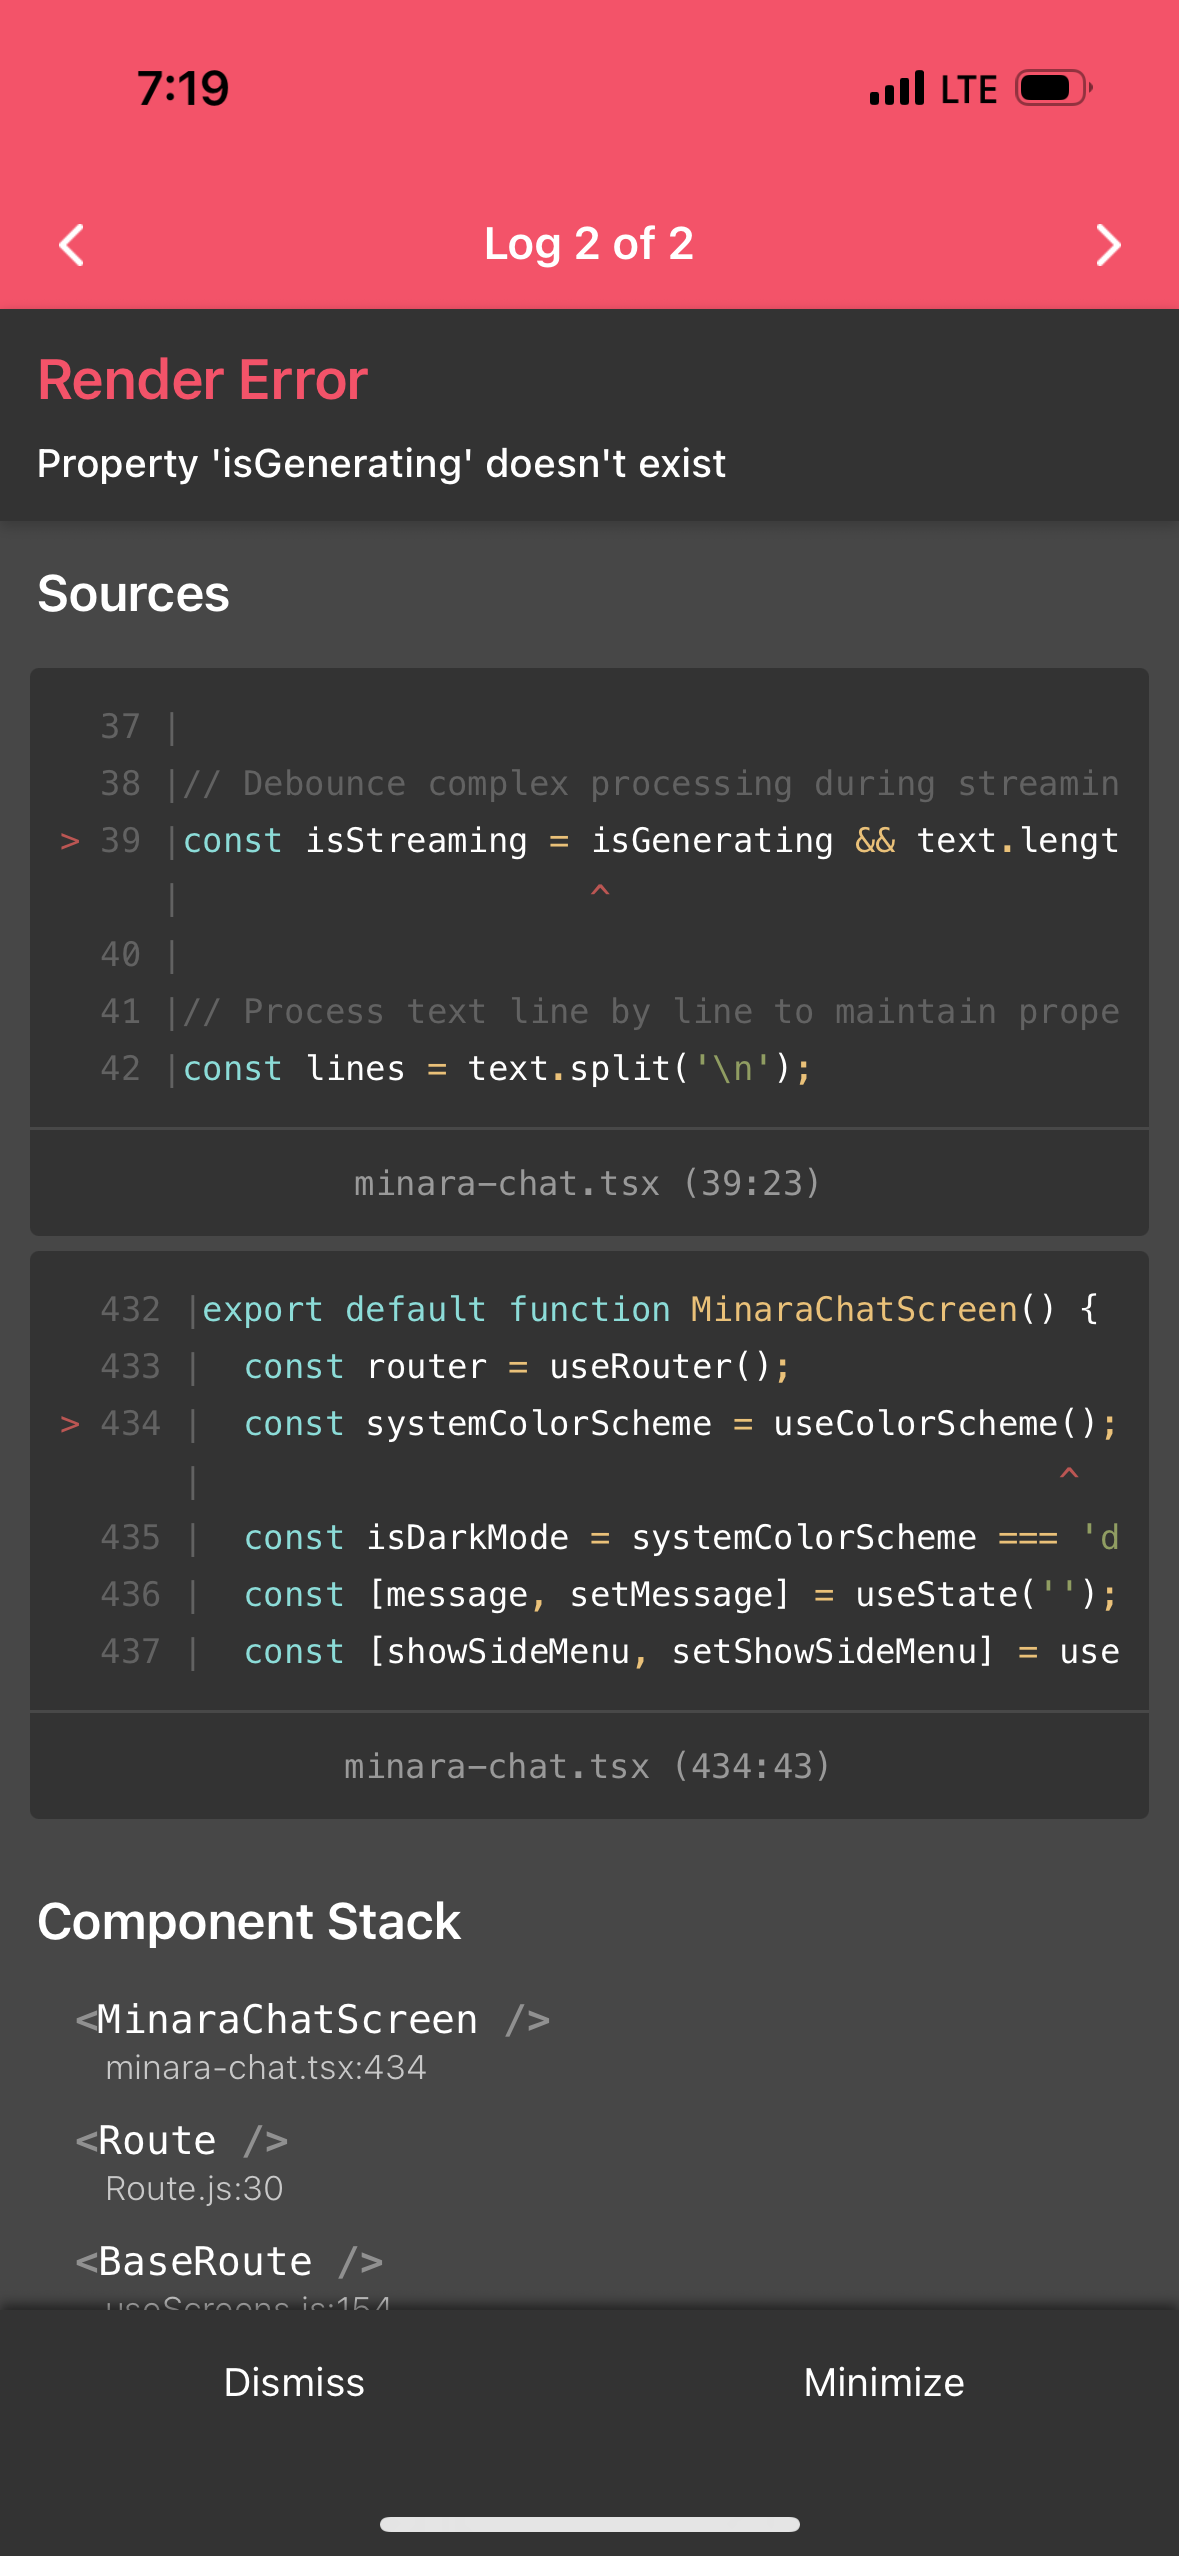 7:19
LTE
Log 2 of 2
Render Error
Property 'isGenerating' doesn't exist
Sources
37 |
38 |// Debounce complex processing during streamin
> 39 |const isStreaming = isGenerating && text.lengt
| ^
40 |
41 |// Process text line by line to maintain prope
42 |const lines = text.split('\n');
minara-chat.tsx (39:23)
432 |export default function MinaraChatScreen() {
433 |  const router = useRouter();
> 434 |  const systemColorScheme = useColorScheme();
| ^
435 |  const isDarkMode = systemColorScheme === 'd
436 |  const [message, setMessage] = useState('');
437 |  const [showSideMenu, setShowSideMenu] = use
minara-chat.tsx (434:43)
Component Stack
<MinaraChatScreen />
minara-chat.tsx:434
<Route />
Route.js:30
<BaseRoute />
useScreens.js:154
Dismiss
Minimize